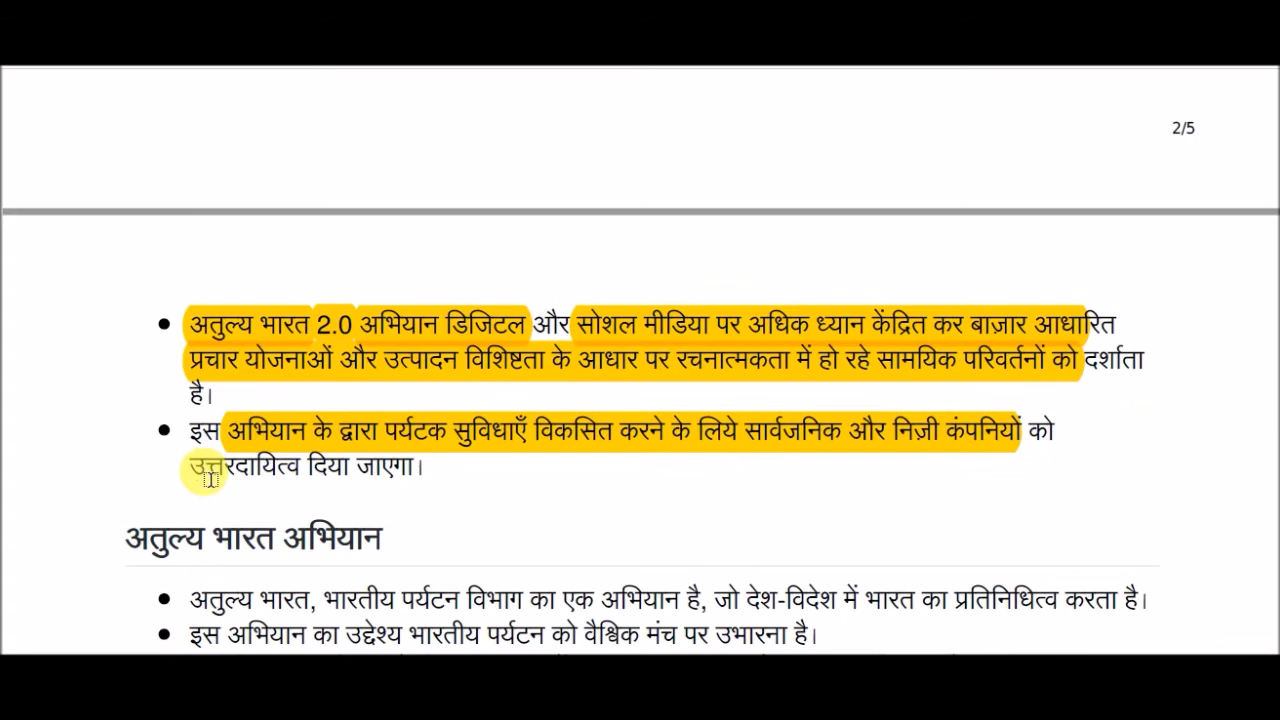 2/5
अतुल्य भारत 2.0 अभियान डिजिटल और सोशल मीडिया पर अधिक ध्यान केंद्रित कर बाज़ार आधारित
प्रचार योजनाओं और उत्पादन विशिष्टता के आधार पर रचनात्मकता में हो रहे सामयिक परिवर्तनों को दर्शाता
है।
इस अभियान के द्वारा पर्यटक सुविधाएँ विकसित करने के लिये सार्वजनिक और निज़ी कंपनियों को
उत्तरदायित्व दिया जाएगा।
अतुल्य भारत अभियान
अतुल्य भारत, भारतीय पर्यटन विभाग का एक अभियान है, जो देश-विदेश में भारत का प्रतिनिधित्व करता है।
इस अभियान का उद्देश्य भारतीय पर्यटन को वैश्विक मंच पर उभारना है।